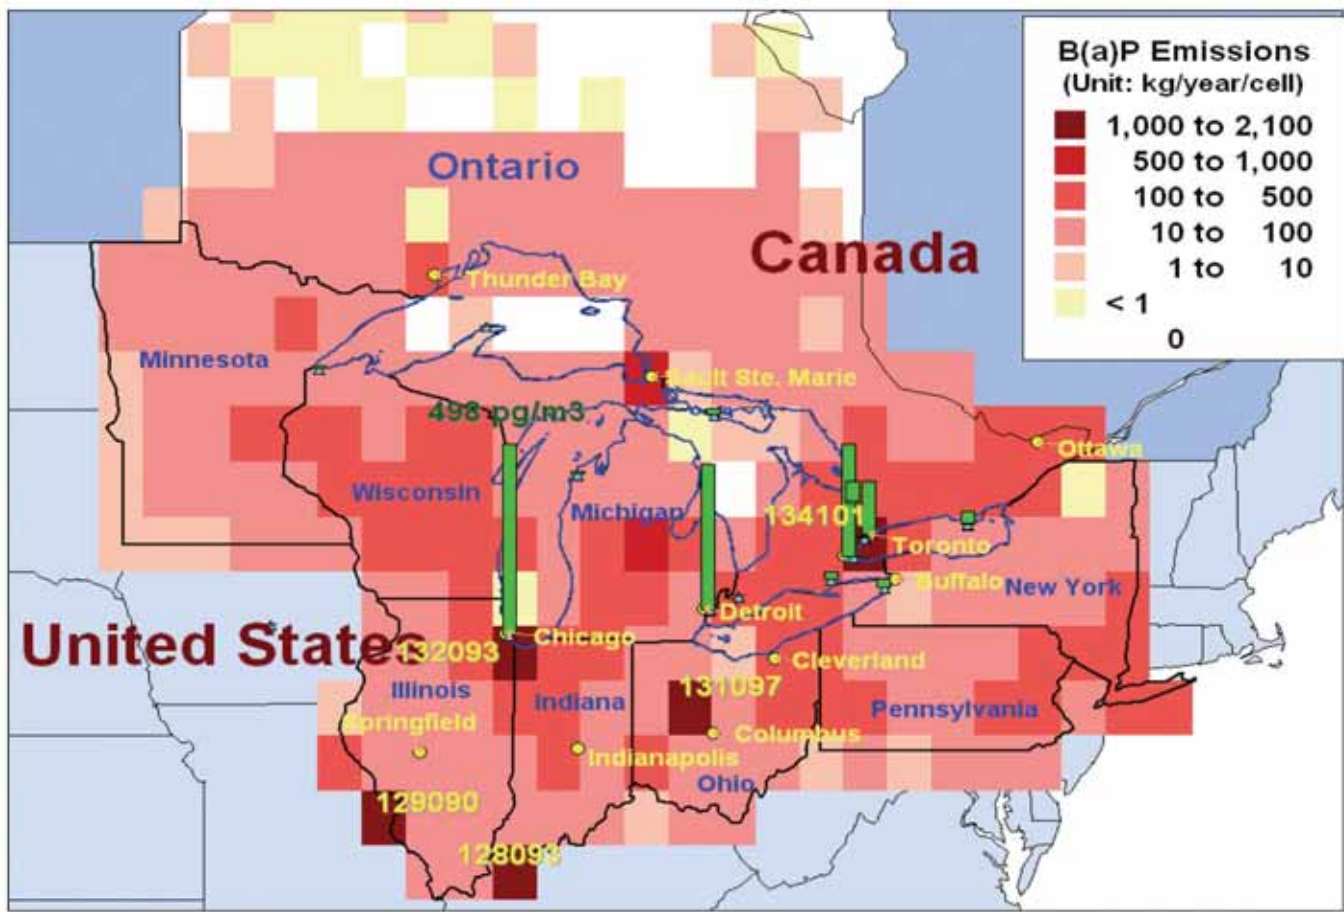 B(a)P Emissions
(Unit: kg/year/cell)
1,000 to 2,100
500 to 1,000
100 to 500
10 to 100
1 to 10
< 1
0
Ontario
Canada
Thunder Bay
Minnesota
Sault Ste. Marie
498 pg/m3
Ottawa
Wisconsin
Michigan
134101
Toronto
Buffalo
New York
Detroit
United States
Chicago
132093
Cleverland
Illinois
Indiana
131097
Pennsylvania
Springfield
Columbus
Indianapolis
Ohio
129090
128093